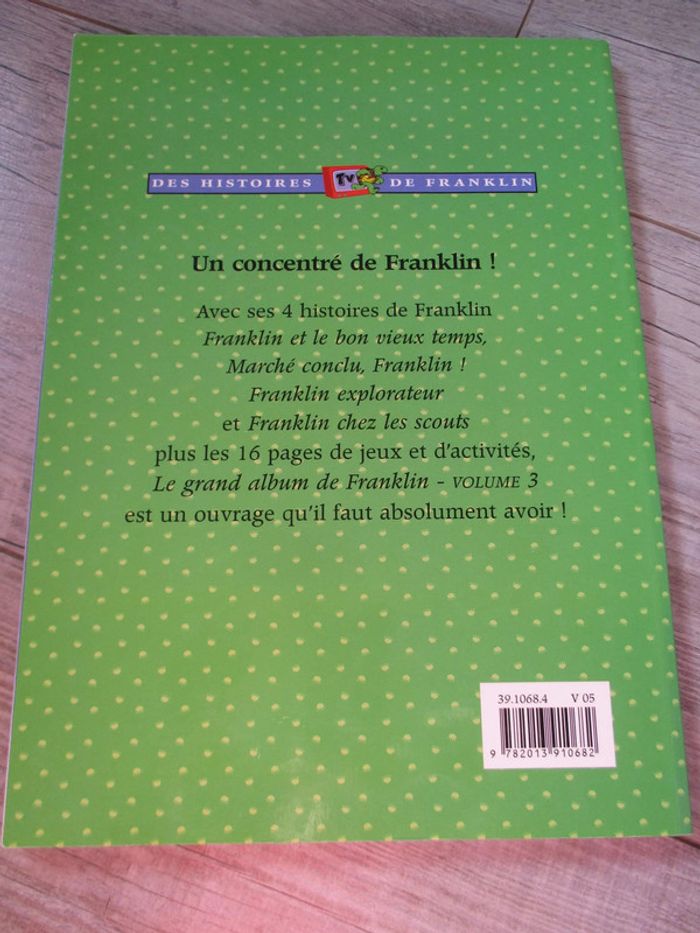 DES HISTOIRES TV DE FRANKLIN
Un concentré de Franklin !
Avec ses 4 histoires de Franklin
Franklin et le bon vieux temps,
Marché conclu, Franklin !
Franklin explorateur
et Franklin chez les scouts
plus les 16 pages de jeux et d'activités,
Le grand album de Franklin - VOLUME 3
est un ouvrage qu'il faut absolument avoir !
39.1068.4 V 05
9 782013 910682